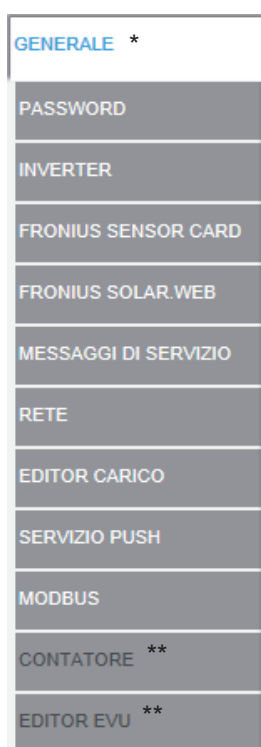 GENERALE *
PASSWORD
INVERTER
FRONIUS SENSOR CARD
FRONIUS SOLAR.WEB
MESSAGGI DI SERVIZIO
RETE
EDITOR CARICO
SERVIZIO PUSH
MODBUS
CONTATORE **
EDITOR EVU **